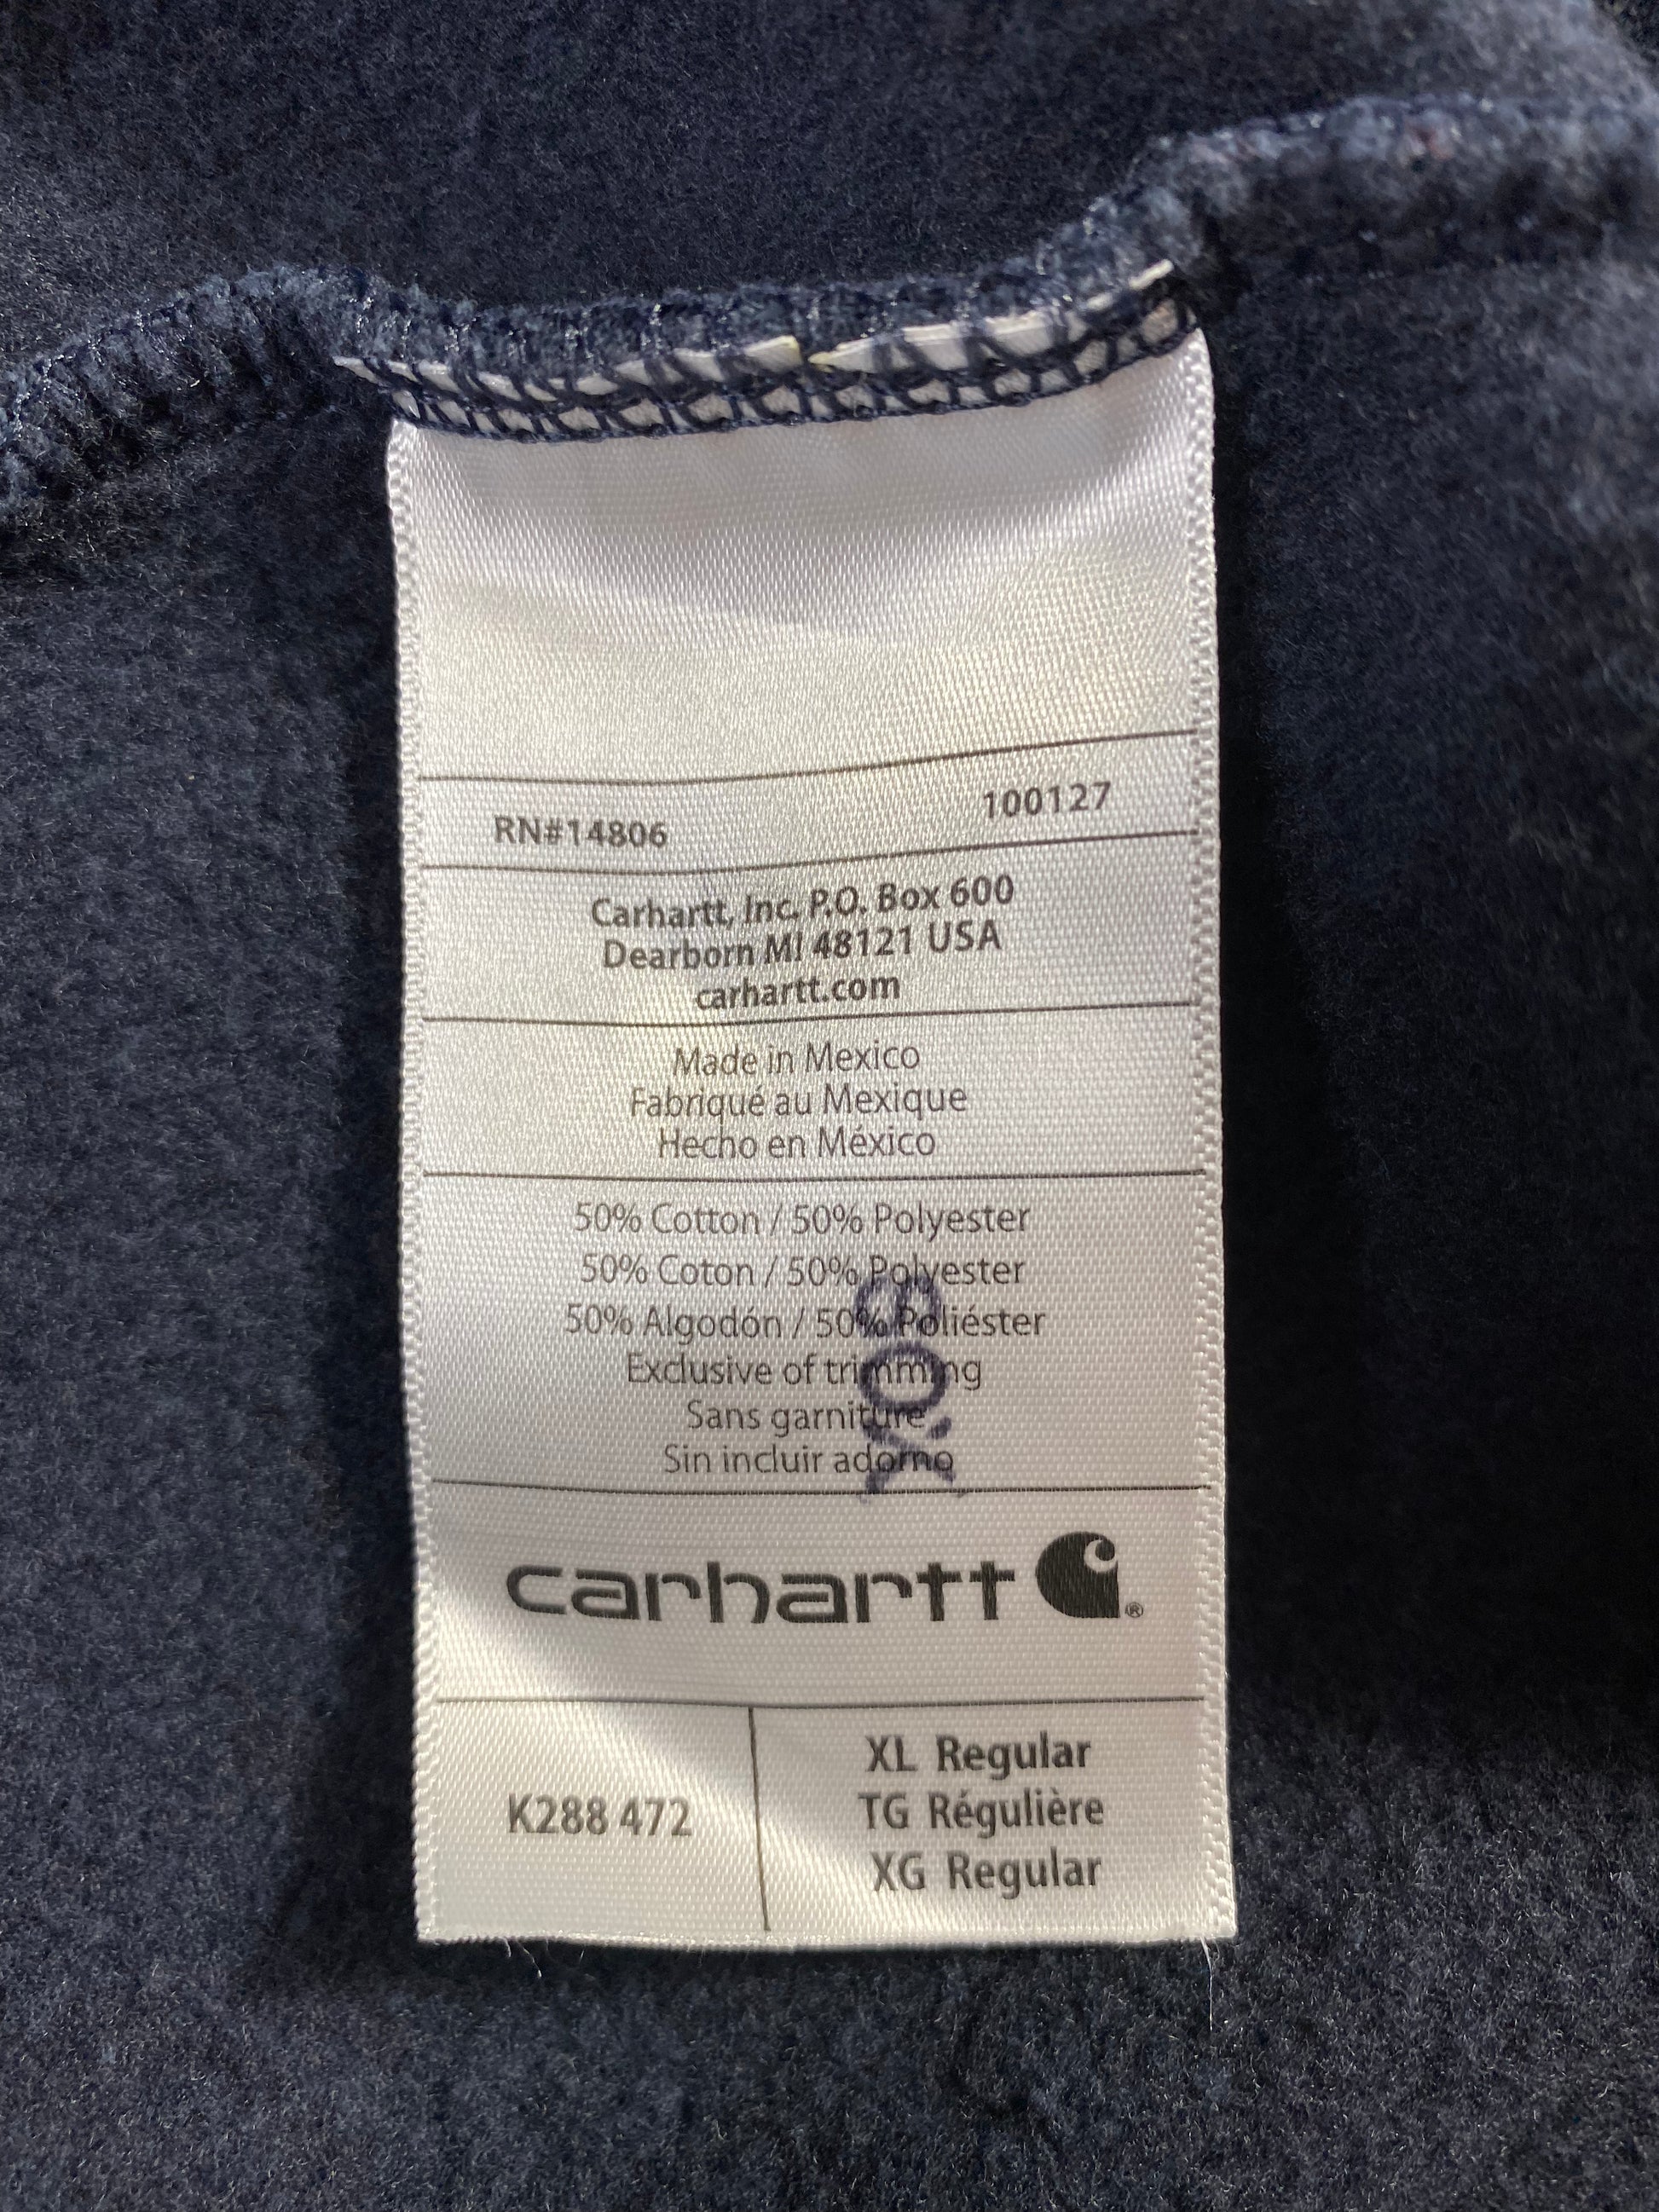 RN#14806 100127
Carhartt, Inc. P.O. Box 600
Dearborn MI 48121 USA
carhartt.com
Made in Mexico
Fabriqué au Mexique
Hecho en México
50% Cotton / 50% Polyester
50% Coton / 50% Polyester
50% Algodón / 50% Poliéster
Exclusive of trimming
Sans garniture
Sin incluir adorno
carhartt ®
K288 472
XL Regular
TG Régulière
XG Regular